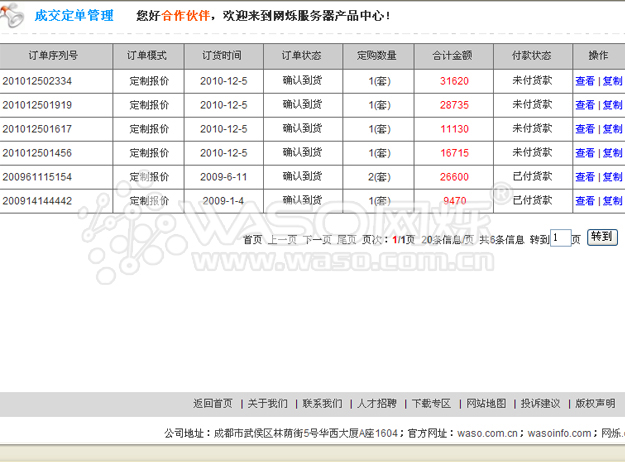 成交定单管理 您好合作伙伴，欢迎来到网烁服务器产品中心！
订单序列号 订单模式 订货时间 订单状态 定购数量 合计金额 付款状态 操作
201012502334 定制报价 2010-12-5 确认到货 1(套) 31620 未付货款 查看 | 复制
201012501919 定制报价 2010-12-5 确认到货 1(套) 28735 未付货款 查看 | 复制
201012501617 定制报价 2010-12-5 确认到货 1(套) 11130 未付货款 查看 | 复制
201012501456 定制报价 2010-12-5 确认到货 1(套) 16715 未付货款 查看 | 复制
200961115154 定制报价 2009-6-11 确认到货 2(套) 26600 已付货款 查看 | 复制
200914144442 定制报价 2009-1-4 确认到货 1(套) 9470 已付货款 查看 | 复制
WASO网烁®
首页 上一页 下一页 尾页 页次：1/1页 20条信息/页 共6条信息 转到 1 页 转到
www.waso.com.cn
返回首页 | 关于我们 | 联系我们 | 人才招聘 | 下载专区 | 网站地图 | 投诉建议 | 版权声明
公司地址：成都市武侯区林荫街5号华西大厦A座1604；官方网址：waso.com.cn；wasoinfo.com；网烁.